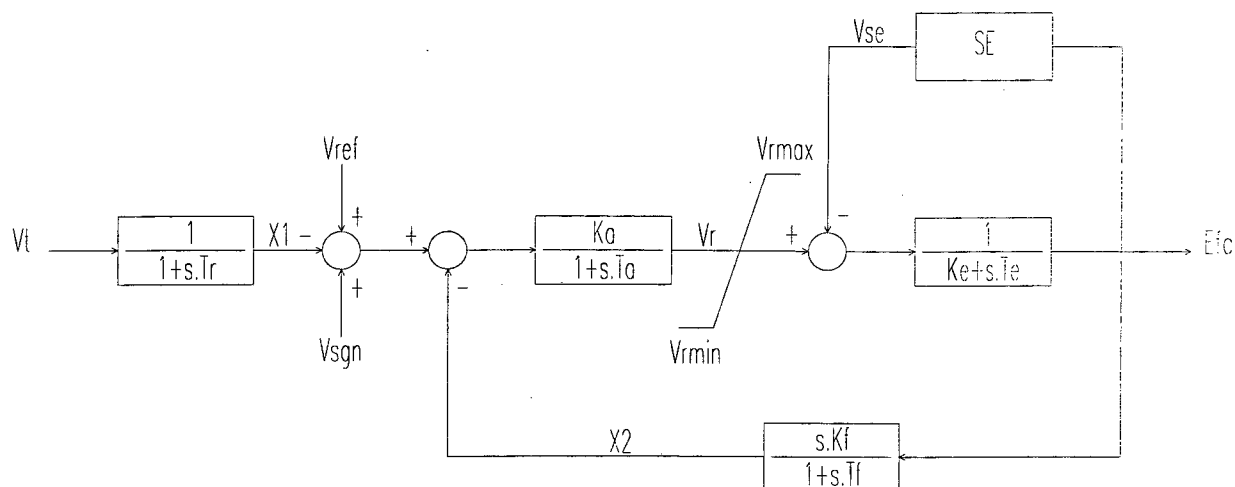 Vse
SE
Vref
Vrmax
+
-
Vt
1
1+s.Tr
X1
-
+
-
Ka
1+s.Ta
Vr
+
1
Ke+s.Te
Efc
+
Vsgn
Vrmin
X2
s.Kf
1+s.Tf